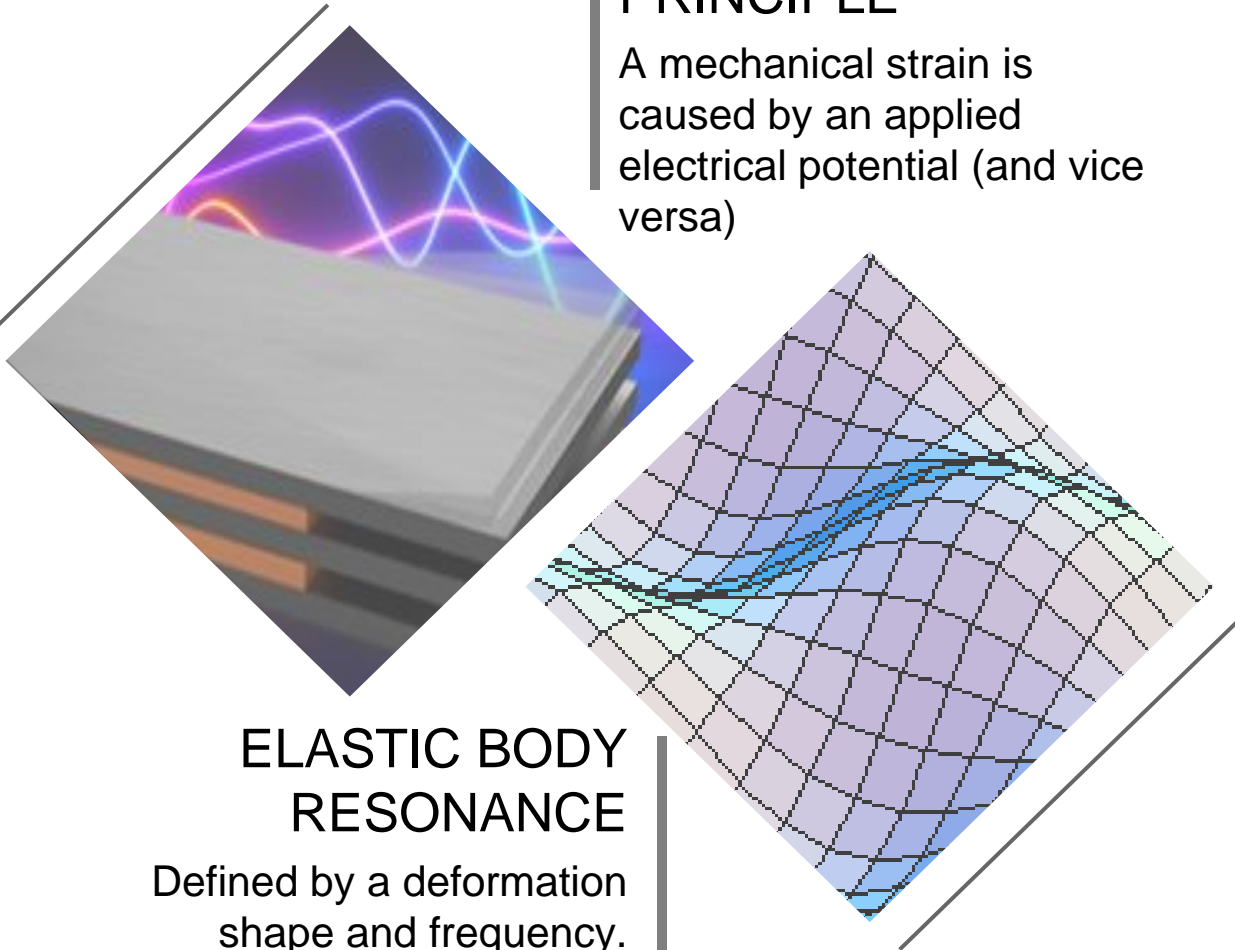 PRINCIPLE
A mechanical strain is
caused by an applied
electrical potential (and vice
versa)
ELASTIC BODY
RESONANCE
Defined by a deformation
shape and frequency.